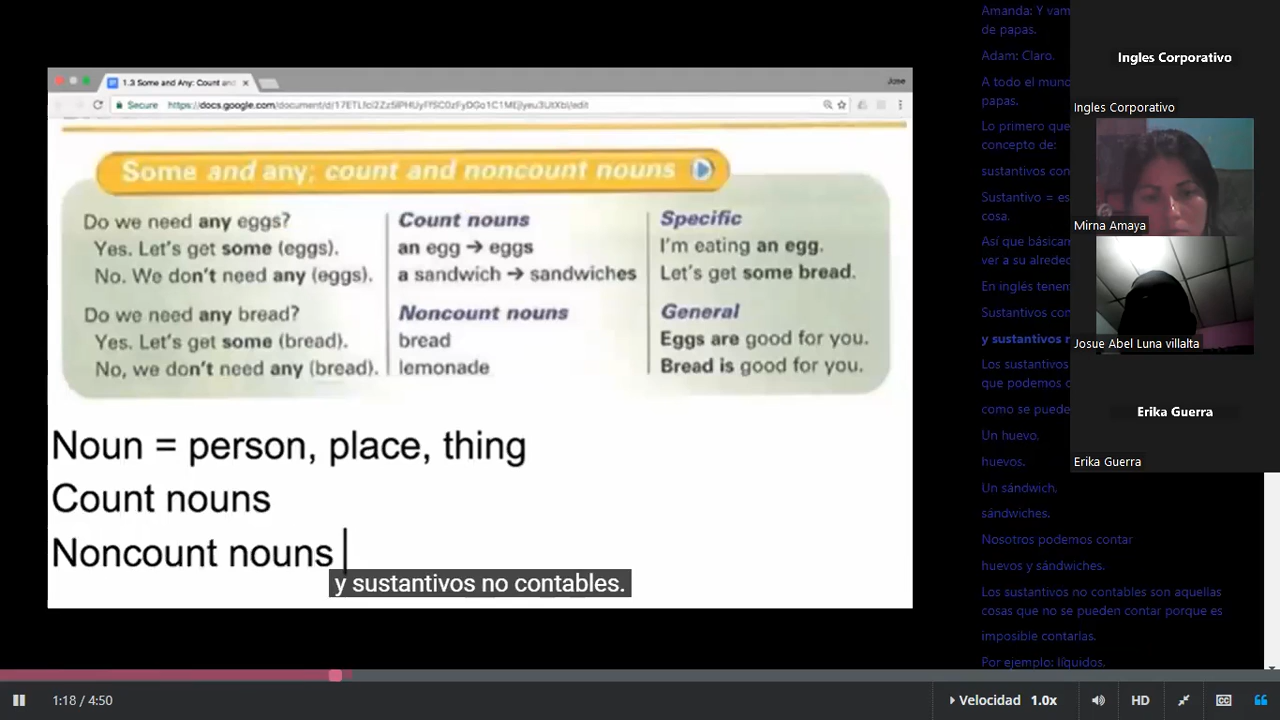 1.3 Some and Any: Count and
Jose
Secure
Some and any; count and noncount nouns
Do we need any eggs?
Yes. Let's get some (eggs).
No. We don't need any (eggs).
Do we need any bread?
Yes. Let's get some (bread).
No, we don't need any (bread).
Count nouns
an egg → eggs
a sandwich → sandwiches
Noncount nouns
bread
lemonade
Specific
I'm eating an egg.
Let's get some bread.
General
Eggs are good for you.
Bread is good for you.
Noun = person, place, thing
Count nouns
Noncount nouns
y sustantivos no contables.
1:18 / 4:50
Velocidad 1.0x
HD
CC
Amanda: Y vam
de papas.
Adam: Claro.
A todo el mund
papas.
Lo primero que
concepto de:
sustantivos con
Sustantivo = es
cosa.
Así que básicam
ver a su alreded
En inglés tenem
Sustantivos con
y sustantivos n
Los sustantivos
que podemos c
como se puede
Un huevo,
huevos.
Un sándwich,
sándwiches.
Nosotros podemos contar
huevos y sándwiches.
Los sustantivos no contables son aquellas
cosas que no se pueden contar porque es
imposible contarlas.
Por ejemplo: líquidos.
Ingles Corporativo
Ingles Corporativo
Mirna Amaya
Josue Abel Luna villalta
Erika Guerra
Erika Guerra